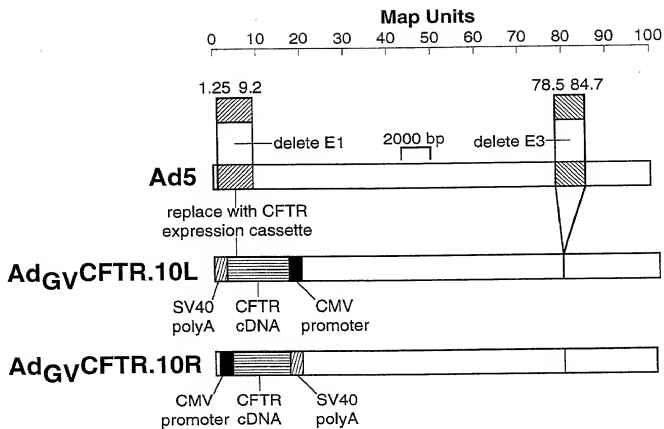 Map Units
0 10 20 30 40 50 60 70 80 90 100
1.25 9.2 78.5 84.7
delete E1 2000 bp delete E3
Ad5
replace with CFTR
expression cassette
AdGVCFTR.10L
SV40 CFTR CMV
polyA cDNA promoter
AdGVCFTR.10R
CMV CFTR SV40
promoter cDNA polyA